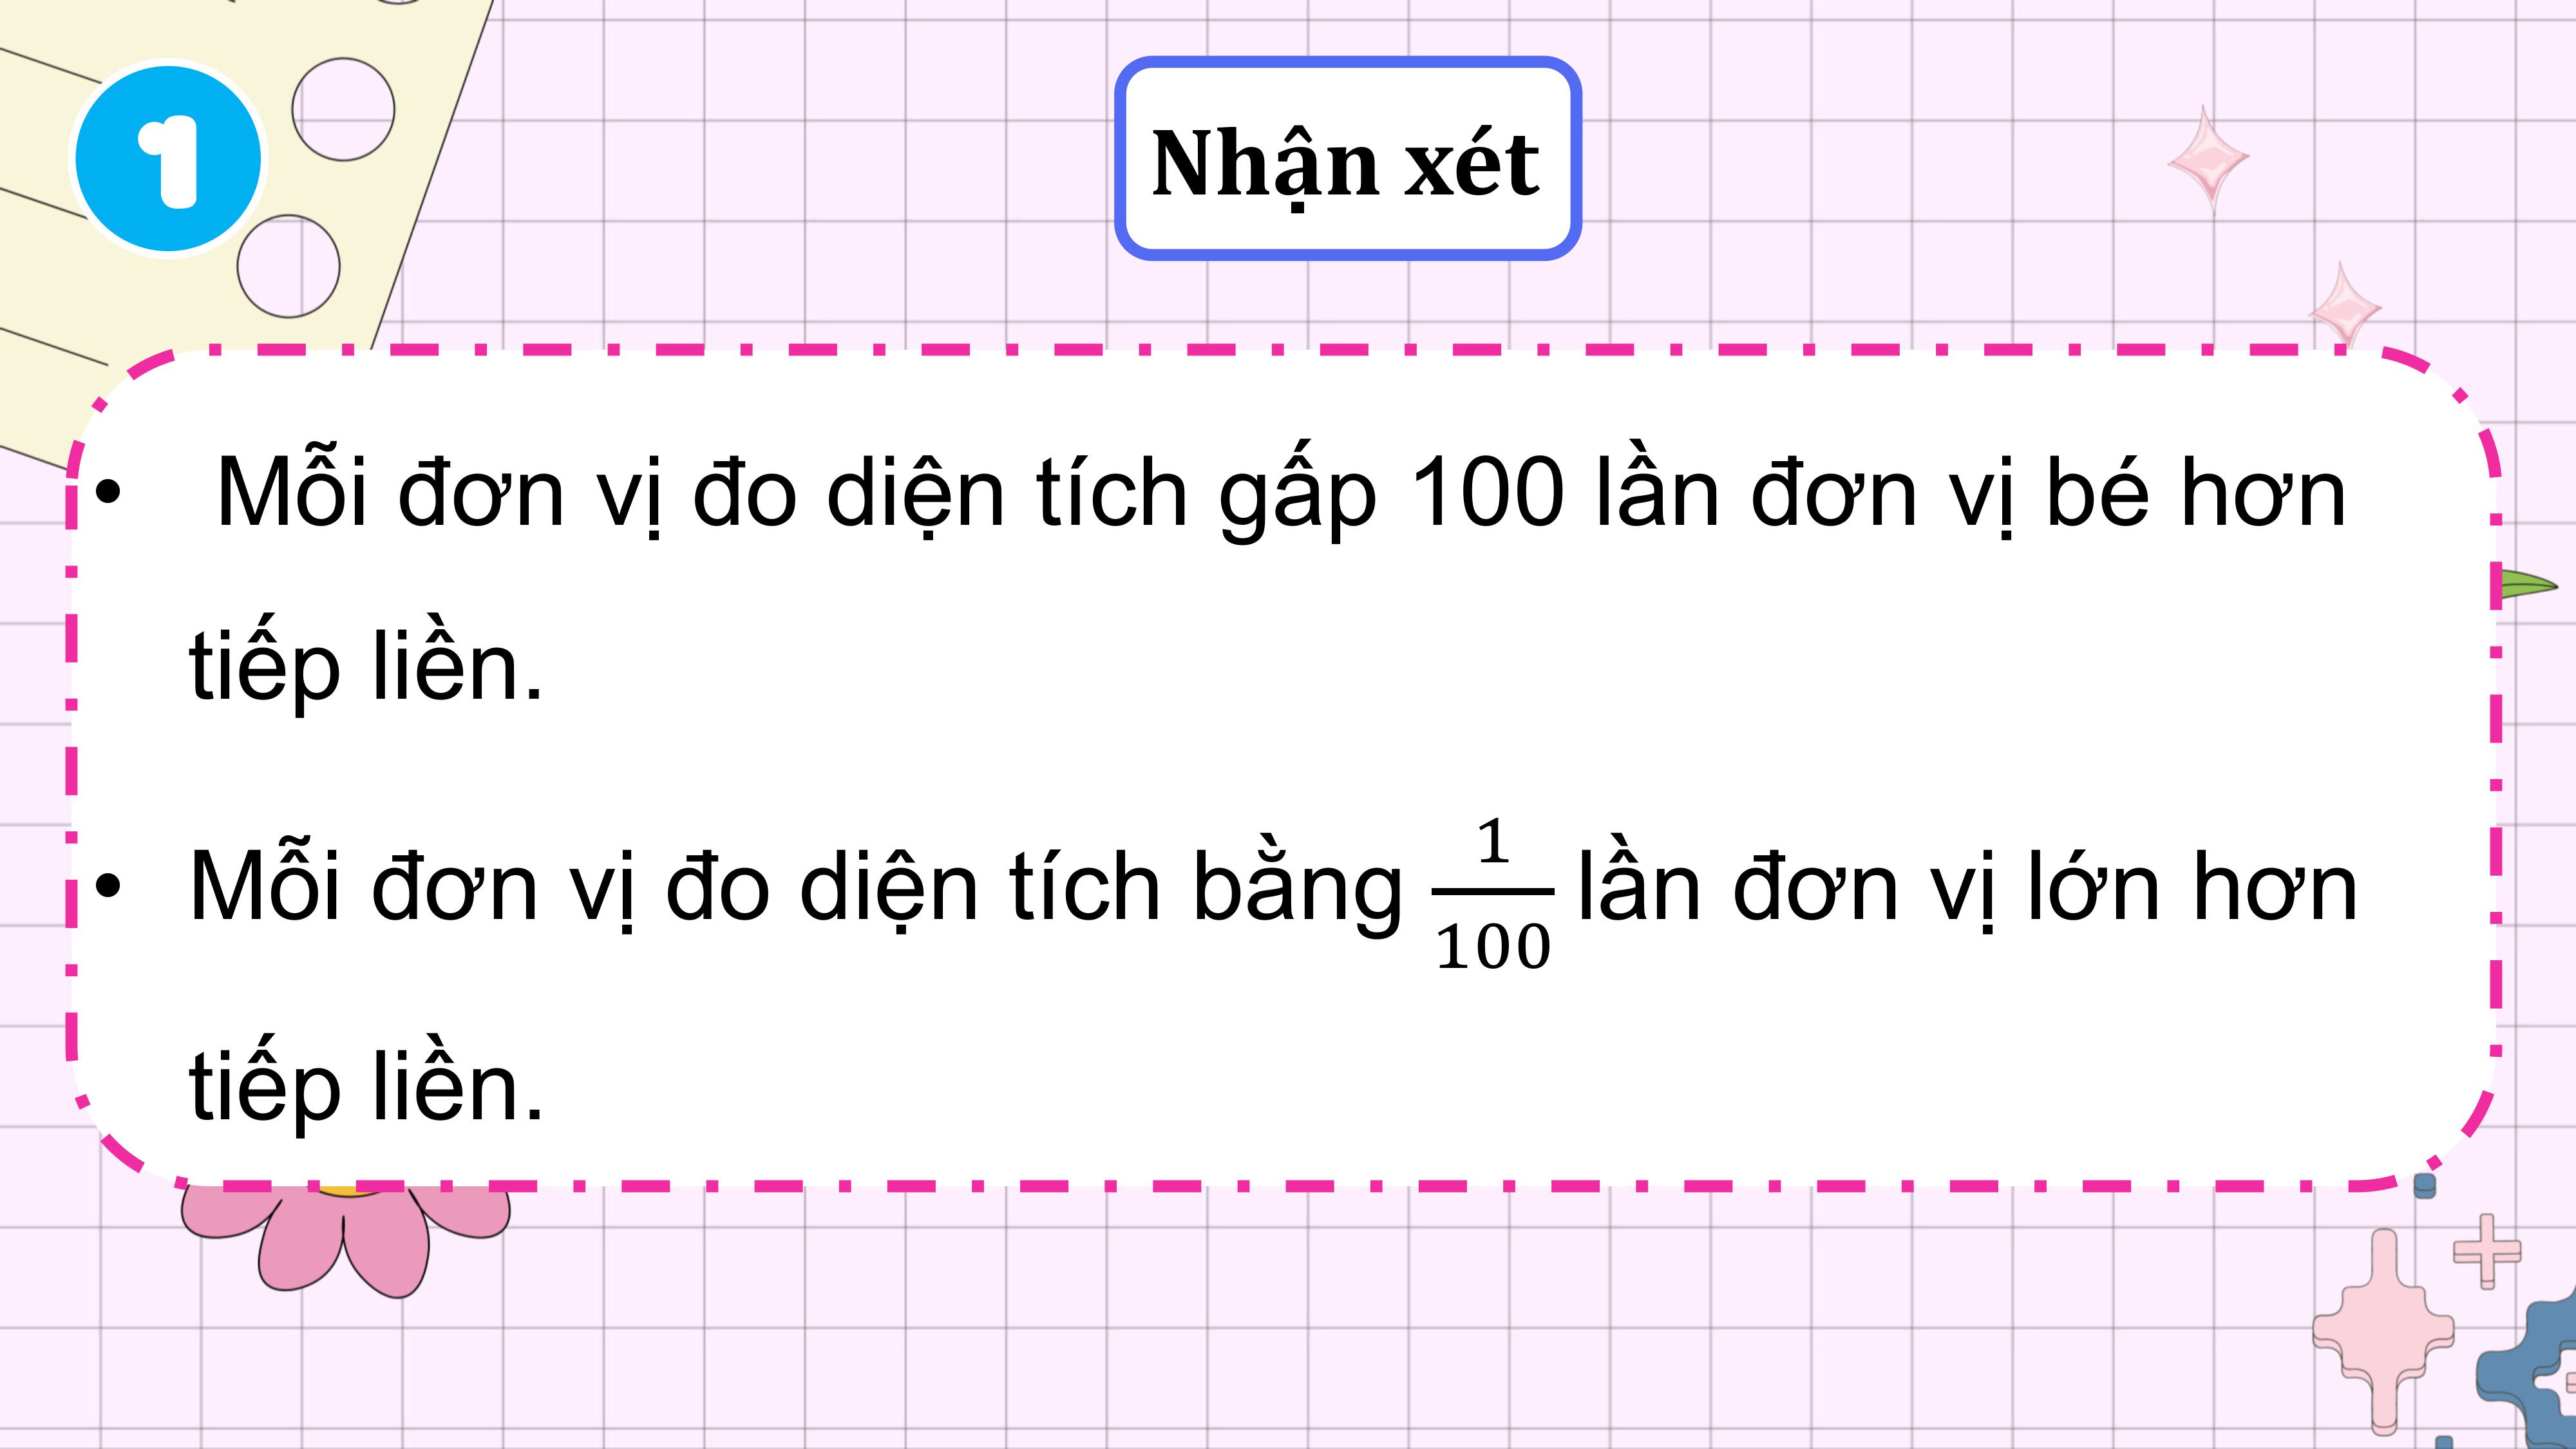 1
Nhận xét
• Mỗi đơn vị đo diện tích gấp 100 lần đơn vị bé hơn
tiếp liền.
• Mỗi đơn vị đo diện tích bằng 1/100 lần đơn vị lớn hơn
tiếp liền.